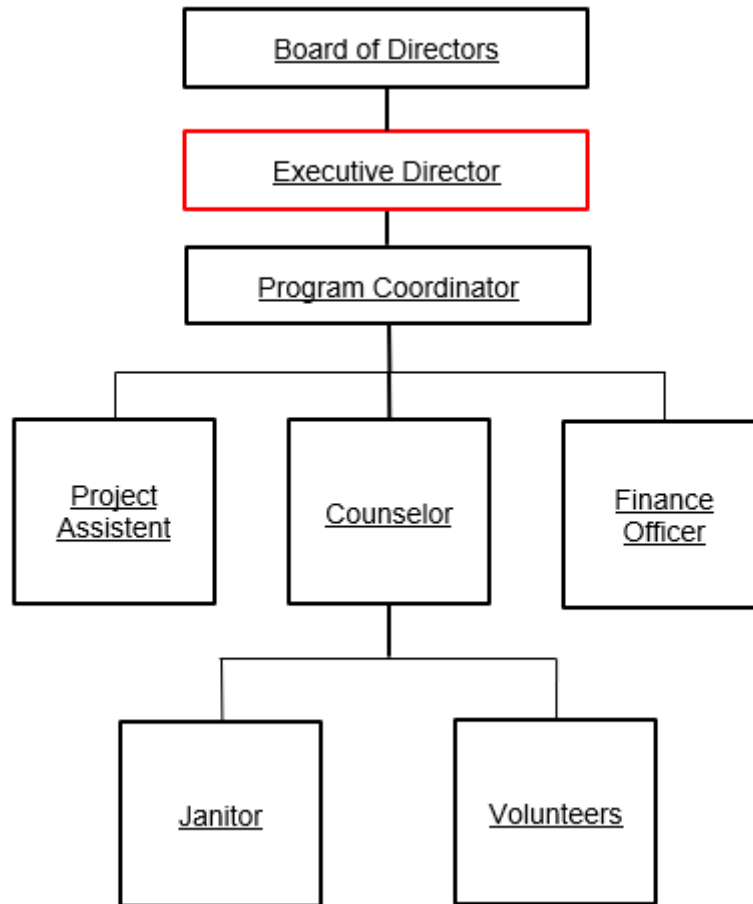 Board of Directors
Executive Director
Program Coordinator
Project
Assistent
Counselor
Finance
Officer
Janitor
Volunteers